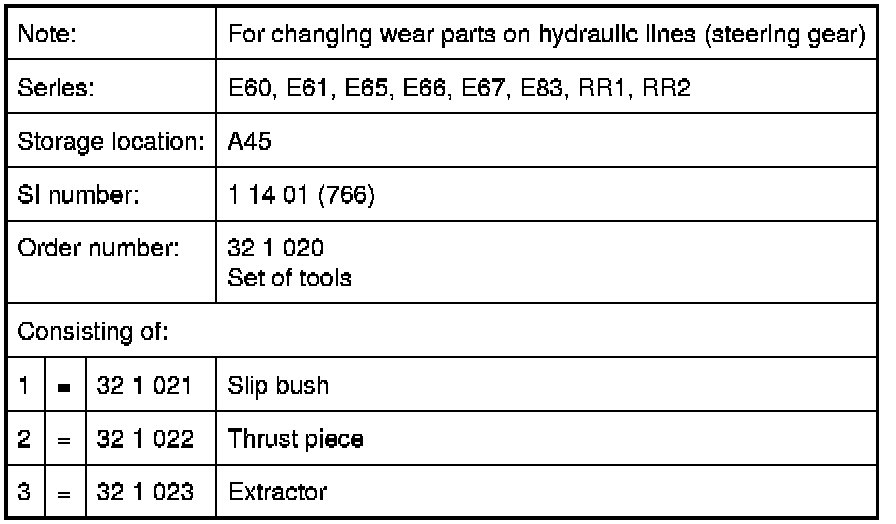 Note: For changing wear parts on hydraulic lines (steering gear)
Series: E60, E61, E65, E66, E67, E83, RR1, RR2
Storage location: A45
SI number: 1 14 01 (766)
Order number: 32 1 020
Set of tools
Consisting of:
1 = 32 1 021 Slip bush
2 = 32 1 022 Thrust piece
3 = 32 1 023 Extractor